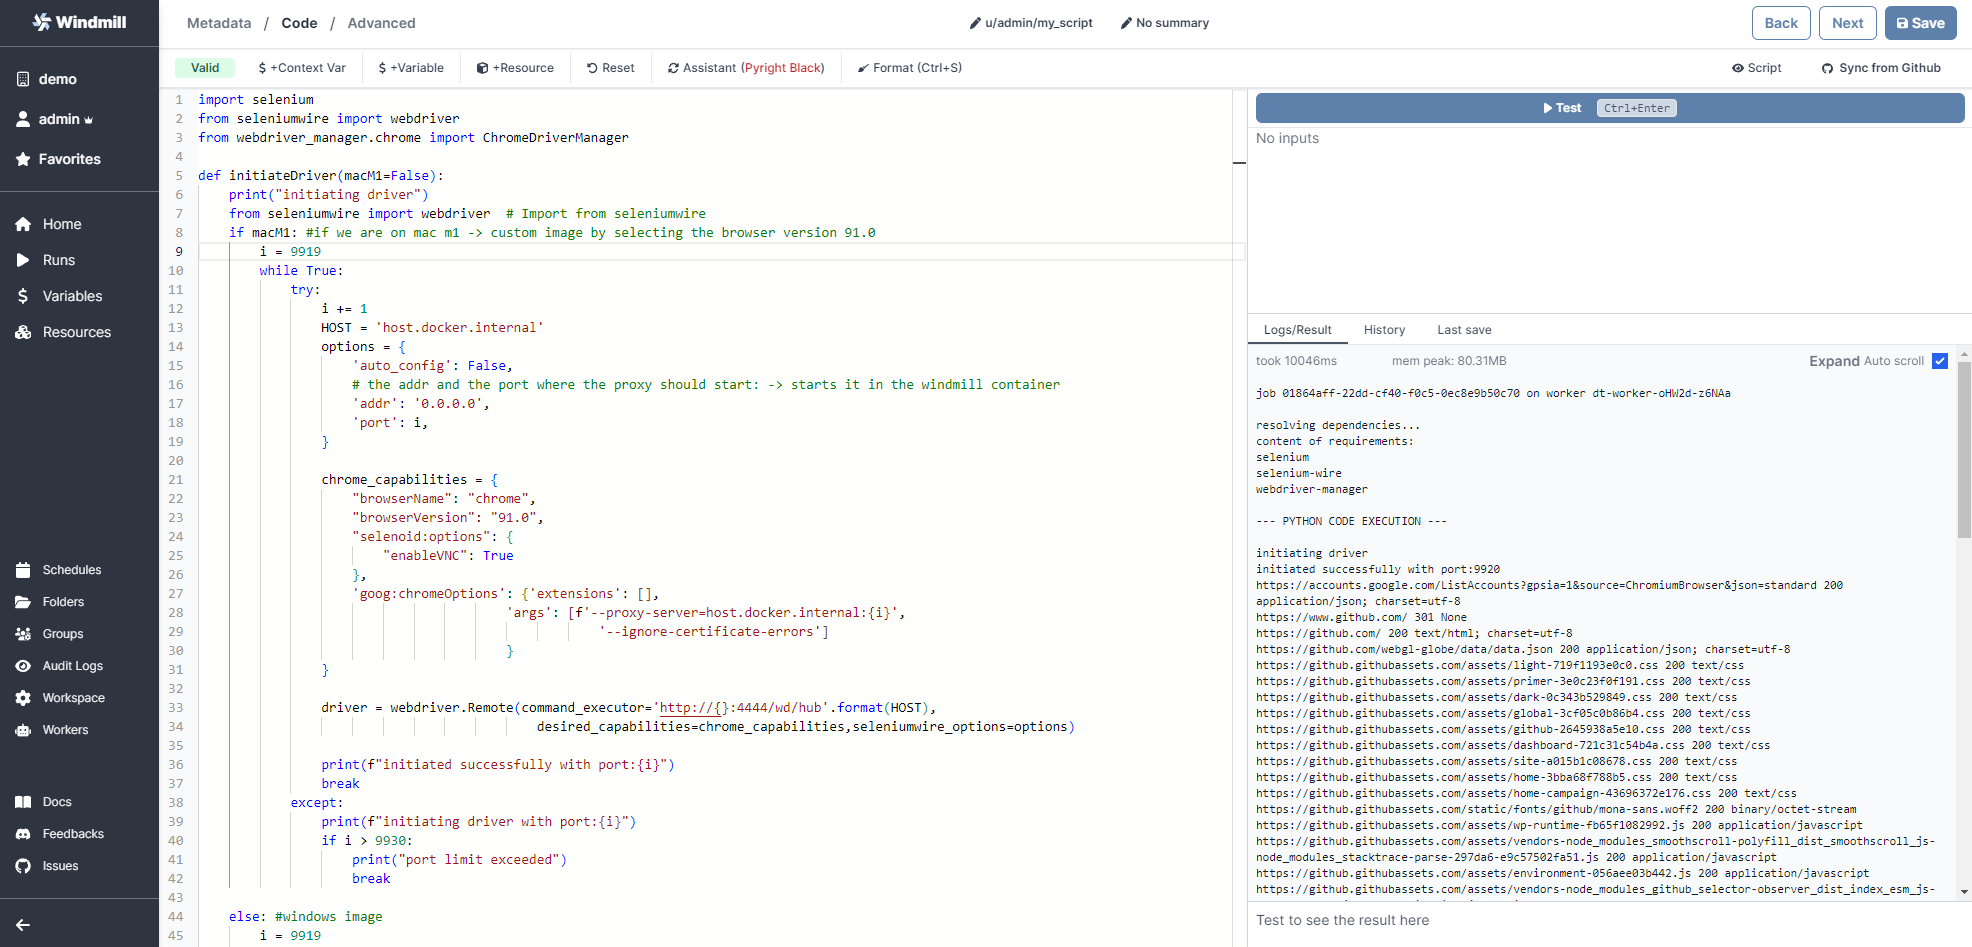 Windmill
Metadata / Code / Advanced
u/admin/my_script
No summary
Back
Next
Save
demo
admin
Favorites
Home
Runs
Variables
Resources
Schedules
Folders
Groups
Audit Logs
Workspace
Workers
Docs
Feedbacks
Issues
Valid
$ +Context Var
$ +Variable
+Resource
Reset
Assistant (Pyright Black)
Format (Ctrl+S)
Script
Sync from Github
1 import selenium
2 from seleniumwire import webdriver
3 from webdriver_manager.chrome import ChromeDriverManager
4
5 def initiateDriver(macM1=False):
6     print("initiating driver")
7     from seleniumwire import webdriver  # Import from seleniumwire
8     if macM1: #if we are on mac m1 -> custom image by selecting the browser version 91.0
9         i = 9919
10         while True:
11             try:
12                 i += 1
13                 HOST = 'host.docker.internal'
14                 options = {
15                     'auto_config': False,
16                     # the addr and the port where the proxy should start: -> starts it in the windmill container
17                     'addr': '0.0.0.0',
18                     'port': i,
19                 }
20
21                 chrome_capabilities = {
22                     "browserName": "chrome",
23                     "browserVersion": "91.0",
24                     "selenoid:options": {
25                         "enableVNC": True
26                     },
27                     'goog:chromeOptions': {'extensions': [],
28                                         'args': [f'--proxy-server=host.docker.internal:{i}',
29                                                     '--ignore-certificate-errors']
30                                         }
31                 }
32
33                 driver = webdriver.Remote(command_executor='http://{}:4444/wd/hub'.format(HOST),
34                                             desired_capabilities=chrome_capabilities,seleniumwire_options=options)
35
36                 print(f"initiated successfully with port:{i}")
37                 break
38             except:
39                 print(f"initiating driver with port:{i}")
40                 if i > 9930:
41                     print("port limit exceeded")
42                     break
43
44     else: #windows image
45         i = 9919
Test Ctrl+Enter
No inputs
Logs/Result
History
Last save
took 10046ms
mem peak: 80.31MB
Expand Auto scroll
job 01864aff-22dd-cf40-f0c5-0ec8e9b50c70 on worker dt-worker-oHW2d-z6NAa
resolving dependencies...
content of requirements:
selenium
selenium-wire
webdriver-manager
--- PYTHON CODE EXECUTION ---
initiating driver
initiated successfully with port:9920
https://accounts.google.com/ListAccounts?gpsia=1&source=ChromiumBrowser&json=standard 200
application/json; charset=utf-8
https://www.github.com/ 301 None
https://github.com/ 200 text/html; charset=utf-8
https://github.com/webgl-globe/data/data.json 200 application/json; charset=utf-8
https://github.githubassets.com/assets/light-719f1193e0c0.css 200 text/css
https://github.githubassets.com/assets/primer-3e0c23f0f191.css 200 text/css
https://github.githubassets.com/assets/dark-0c343b529849.css 200 text/css
https://github.githubassets.com/assets/global-3cf05c0b86b4.css 200 text/css
https://github.githubassets.com/assets/github-2645938a5e10.css 200 text/css
https://github.githubassets.com/assets/dashboard-721c31c54b4a.css 200 text/css
https://github.githubassets.com/assets/site-a015b1c08678.css 200 text/css
https://github.githubassets.com/assets/home-3bba68f788b5.css 200 text/css
https://github.githubassets.com/assets/home-campaign-43696372e176.css 200 text/css
https://github.githubassets.com/static/fonts/github/mona-sans.woff2 200 binary/octet-stream
https://github.githubassets.com/assets/wp-runtime-fb65f1082992.js 200 application/javascript
https://github.githubassets.com/assets/vendors-node_modules_smoothscroll-polyfill_dist_smoothscroll_js-
node_modules_stacktrace-parse-297da6-e9c57502fa51.js 200 application/javascript
https://github.githubassets.com/assets/environment-056aee03b442.js 200 application/javascript
https://github.githubassets.com/assets/vendors-node_modules_github_selector-observer_dist_index_esm_js-
Test to see the result here